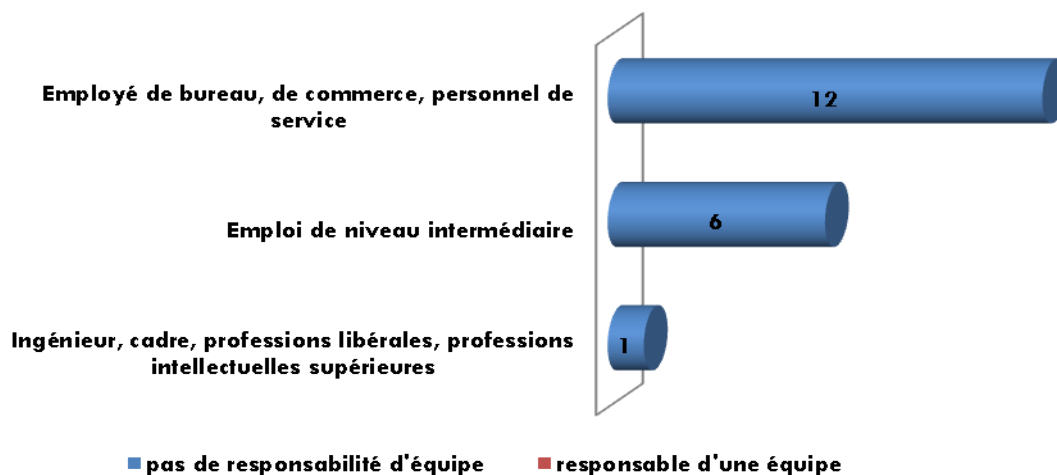 Employé de bureau, de commerce, personnel de
service
12
Emploi de niveau intermédiaire
6
Ingénieur, cadre, professions libérales, professions
intellectuelles supérieures
1
pas de responsabilité d'équipe
responsable d'une équipe